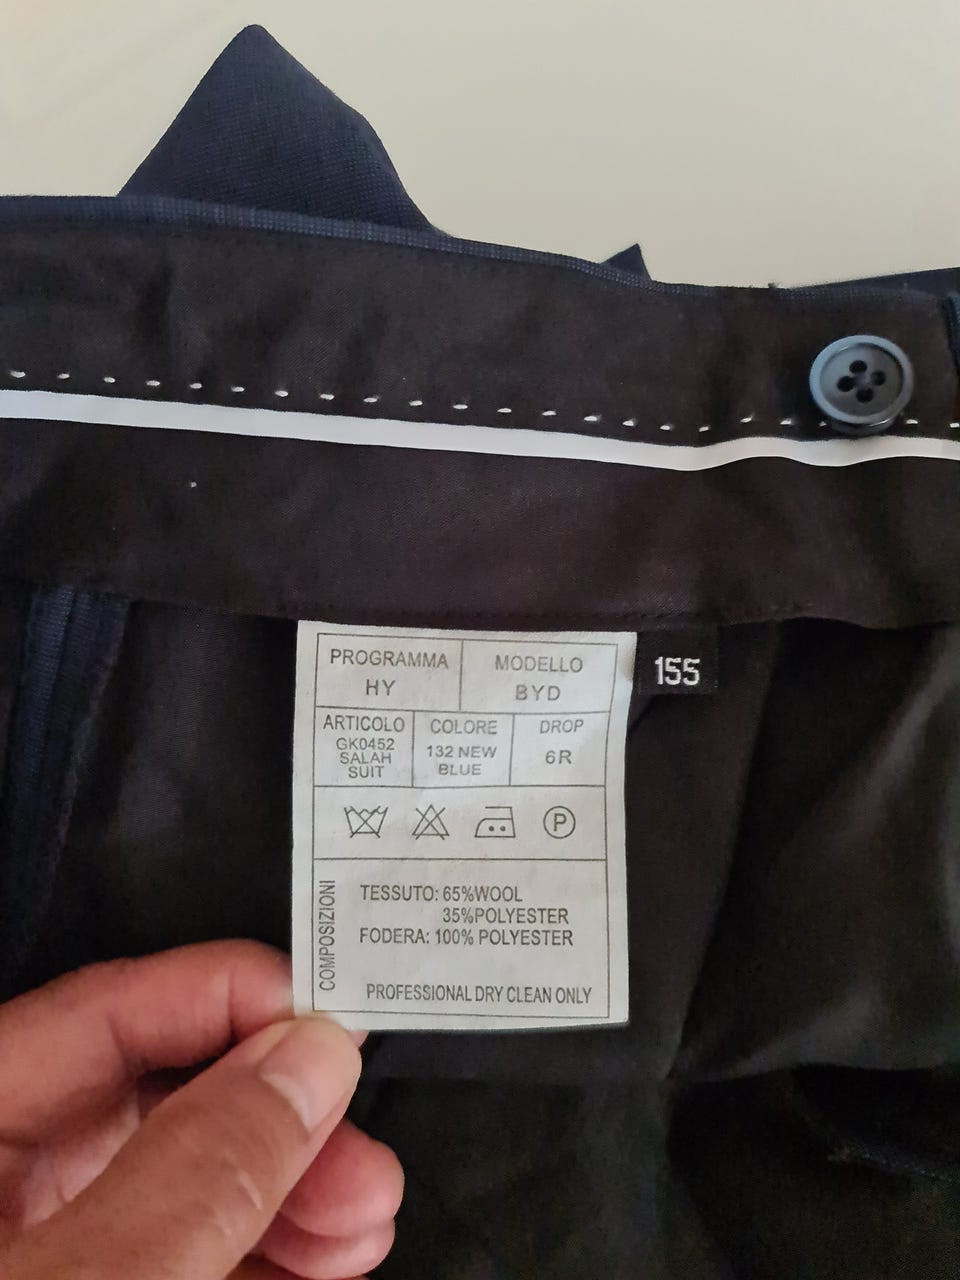 PROGRAMMA
HY
MODELLO
BYD
155
ARTICOLO
GK0452
SALAH
SUIT
COLORE
132 NEW
BLUE
DROP
6R
P
COMPOSIZIONI
TESSUTO: 65%WOOL
35%POLYESTER
FODERA: 100% POLYESTER
PROFESSIONAL DRY CLEAN ONLY